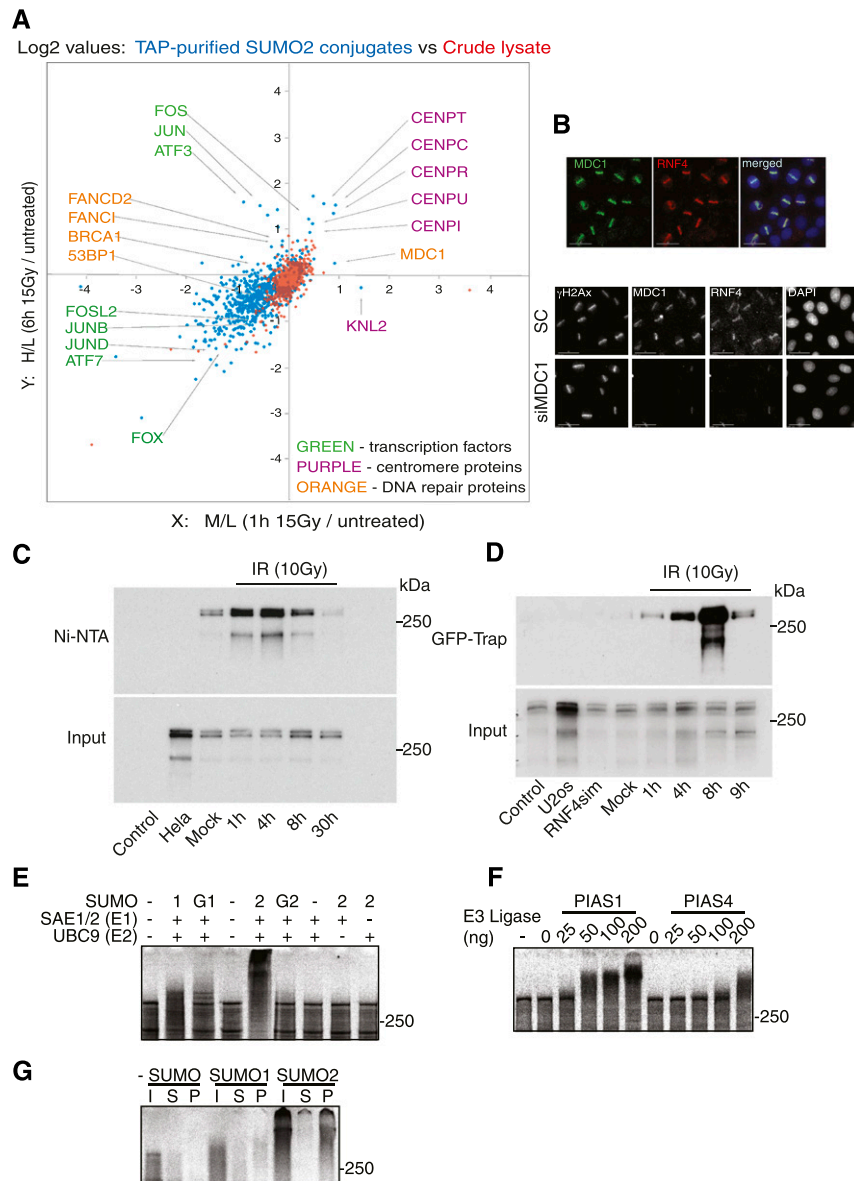 A
Log2 values: TAP-purified SUMO2 conjugates vs Crude lysate
4
3
2
1
-1
-2
-3
-4
-4 -3 -2 -1 1 2 3 4
FOS
JUN
ATF3
FANCD2
FANCI
BRCA1
53BP1
FOSL2
JUNB
JUND
ATF7
FOX
CENPT
CENPC
CENPR
CENPU
CENPI
MDC1
KNL2
GREEN - transcription factors
PURPLE - centromere proteins
ORANGE - DNA repair proteins
Y: H/L (6h 15Gy / untreated)
X: M/L (1h 15Gy / untreated)
B
MDC1 RNF4 merged
γH2Ax MDC1 RNF4 DAPI
SC
siMDC1
C
IR (10Gy)
kDa
Ni-NTA
-250
Input
-250
Control Hela Mock 1h 4h 8h 30h
D
IR (10Gy)
kDa
GFP-Trap
-250
Input
-250
Control U2os RNF4sim Mock 1h 4h 8h 9h
E
SUMO - 1 G1 - 2 G2 - 2 2
SAE1/2 (E1) - + + - + + + + -
UBC9 (E2) - + + - + + + - +
-250
F
PIAS1 PIAS4
E3 Ligase
(ng) - 0 25 50 100 200 0 25 50 100 200
-250
G
- SUMO SUMO1 SUMO2
I S P I S P I S P
-250